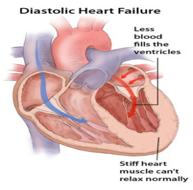 Diastolic Heart Failure
Less
blood
fills the
ventricles
Stiff heart
muscle can't
relax normally